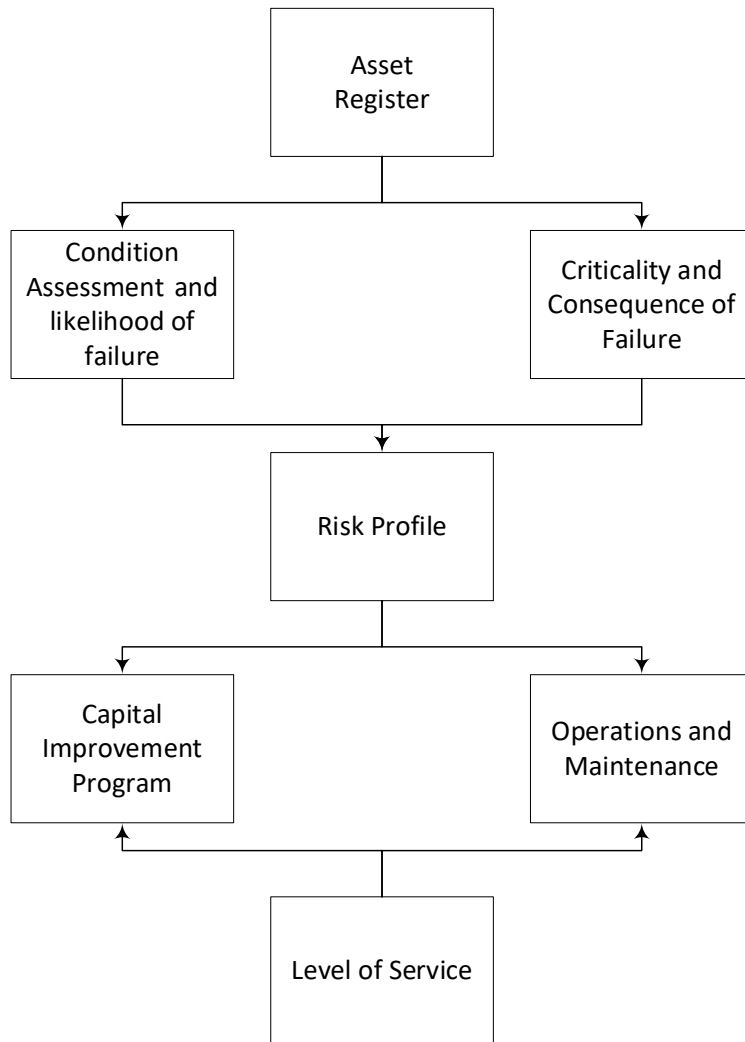 Asset
Register
Condition
Assessment and
likelihood of
failure
Criticality and
Consequence of
Failure
Risk Profile
Capital
Improvement
Program
Operations and
Maintenance
Level of Service